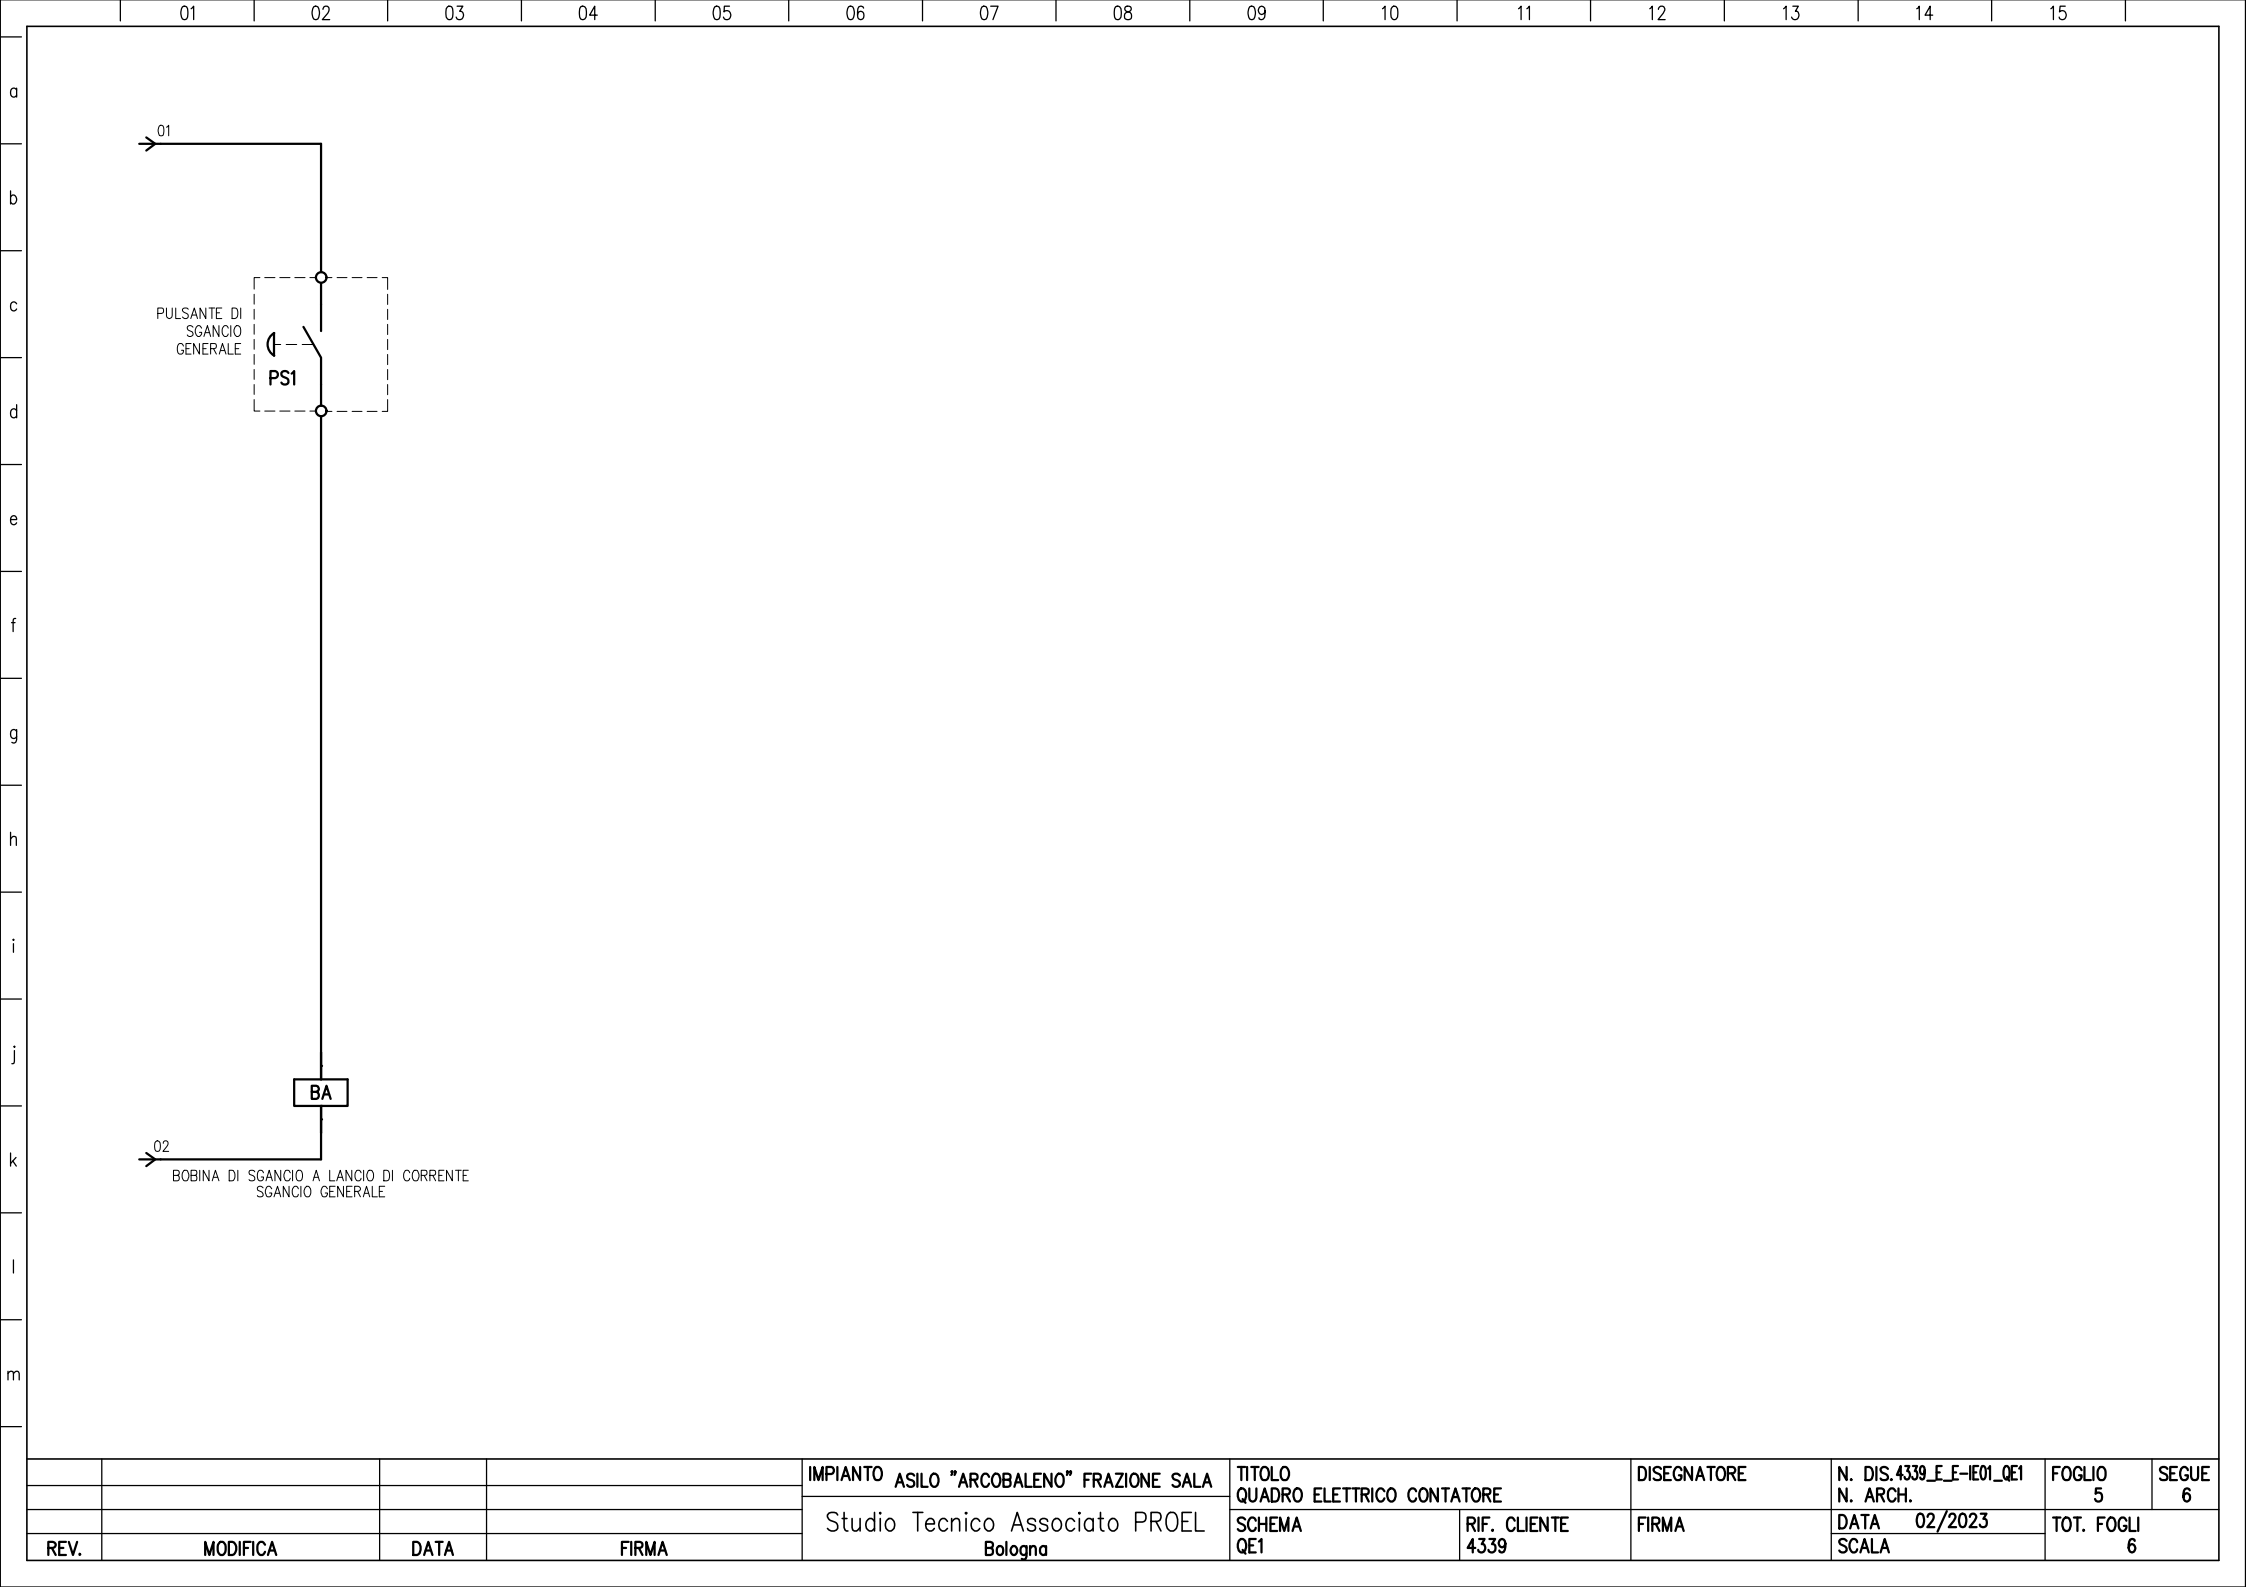 01 02 03 04 05 06 07 08 09 10 11 12 13 14 15
a
b
c
d
e
f
g
h
i
j
k
l
m
01
PULSANTE DI
SGANCIO
GENERALE
PS1
BA
02
BOBINA DI SGANCIO A LANCIO DI CORRENTE
SGANCIO GENERALE
REV. MODIFICA DATA FIRMA
IMPIANTO ASILO "ARCOBALENO" FRAZIONE SALA
Studio Tecnico Associato PROEL
Bologna
TITOLO
QUADRO ELETTRICO CONTATORE
SCHEMA
QE1
RIF. CLIENTE
4339
DISEGNATORE
FIRMA
N. DIS. 4339_E_E-IE01_QE1
N. ARCH.
DATA 02/2023
SCALA
FOGLIO
5
SEGUE
6
TOT. FOGLI
6